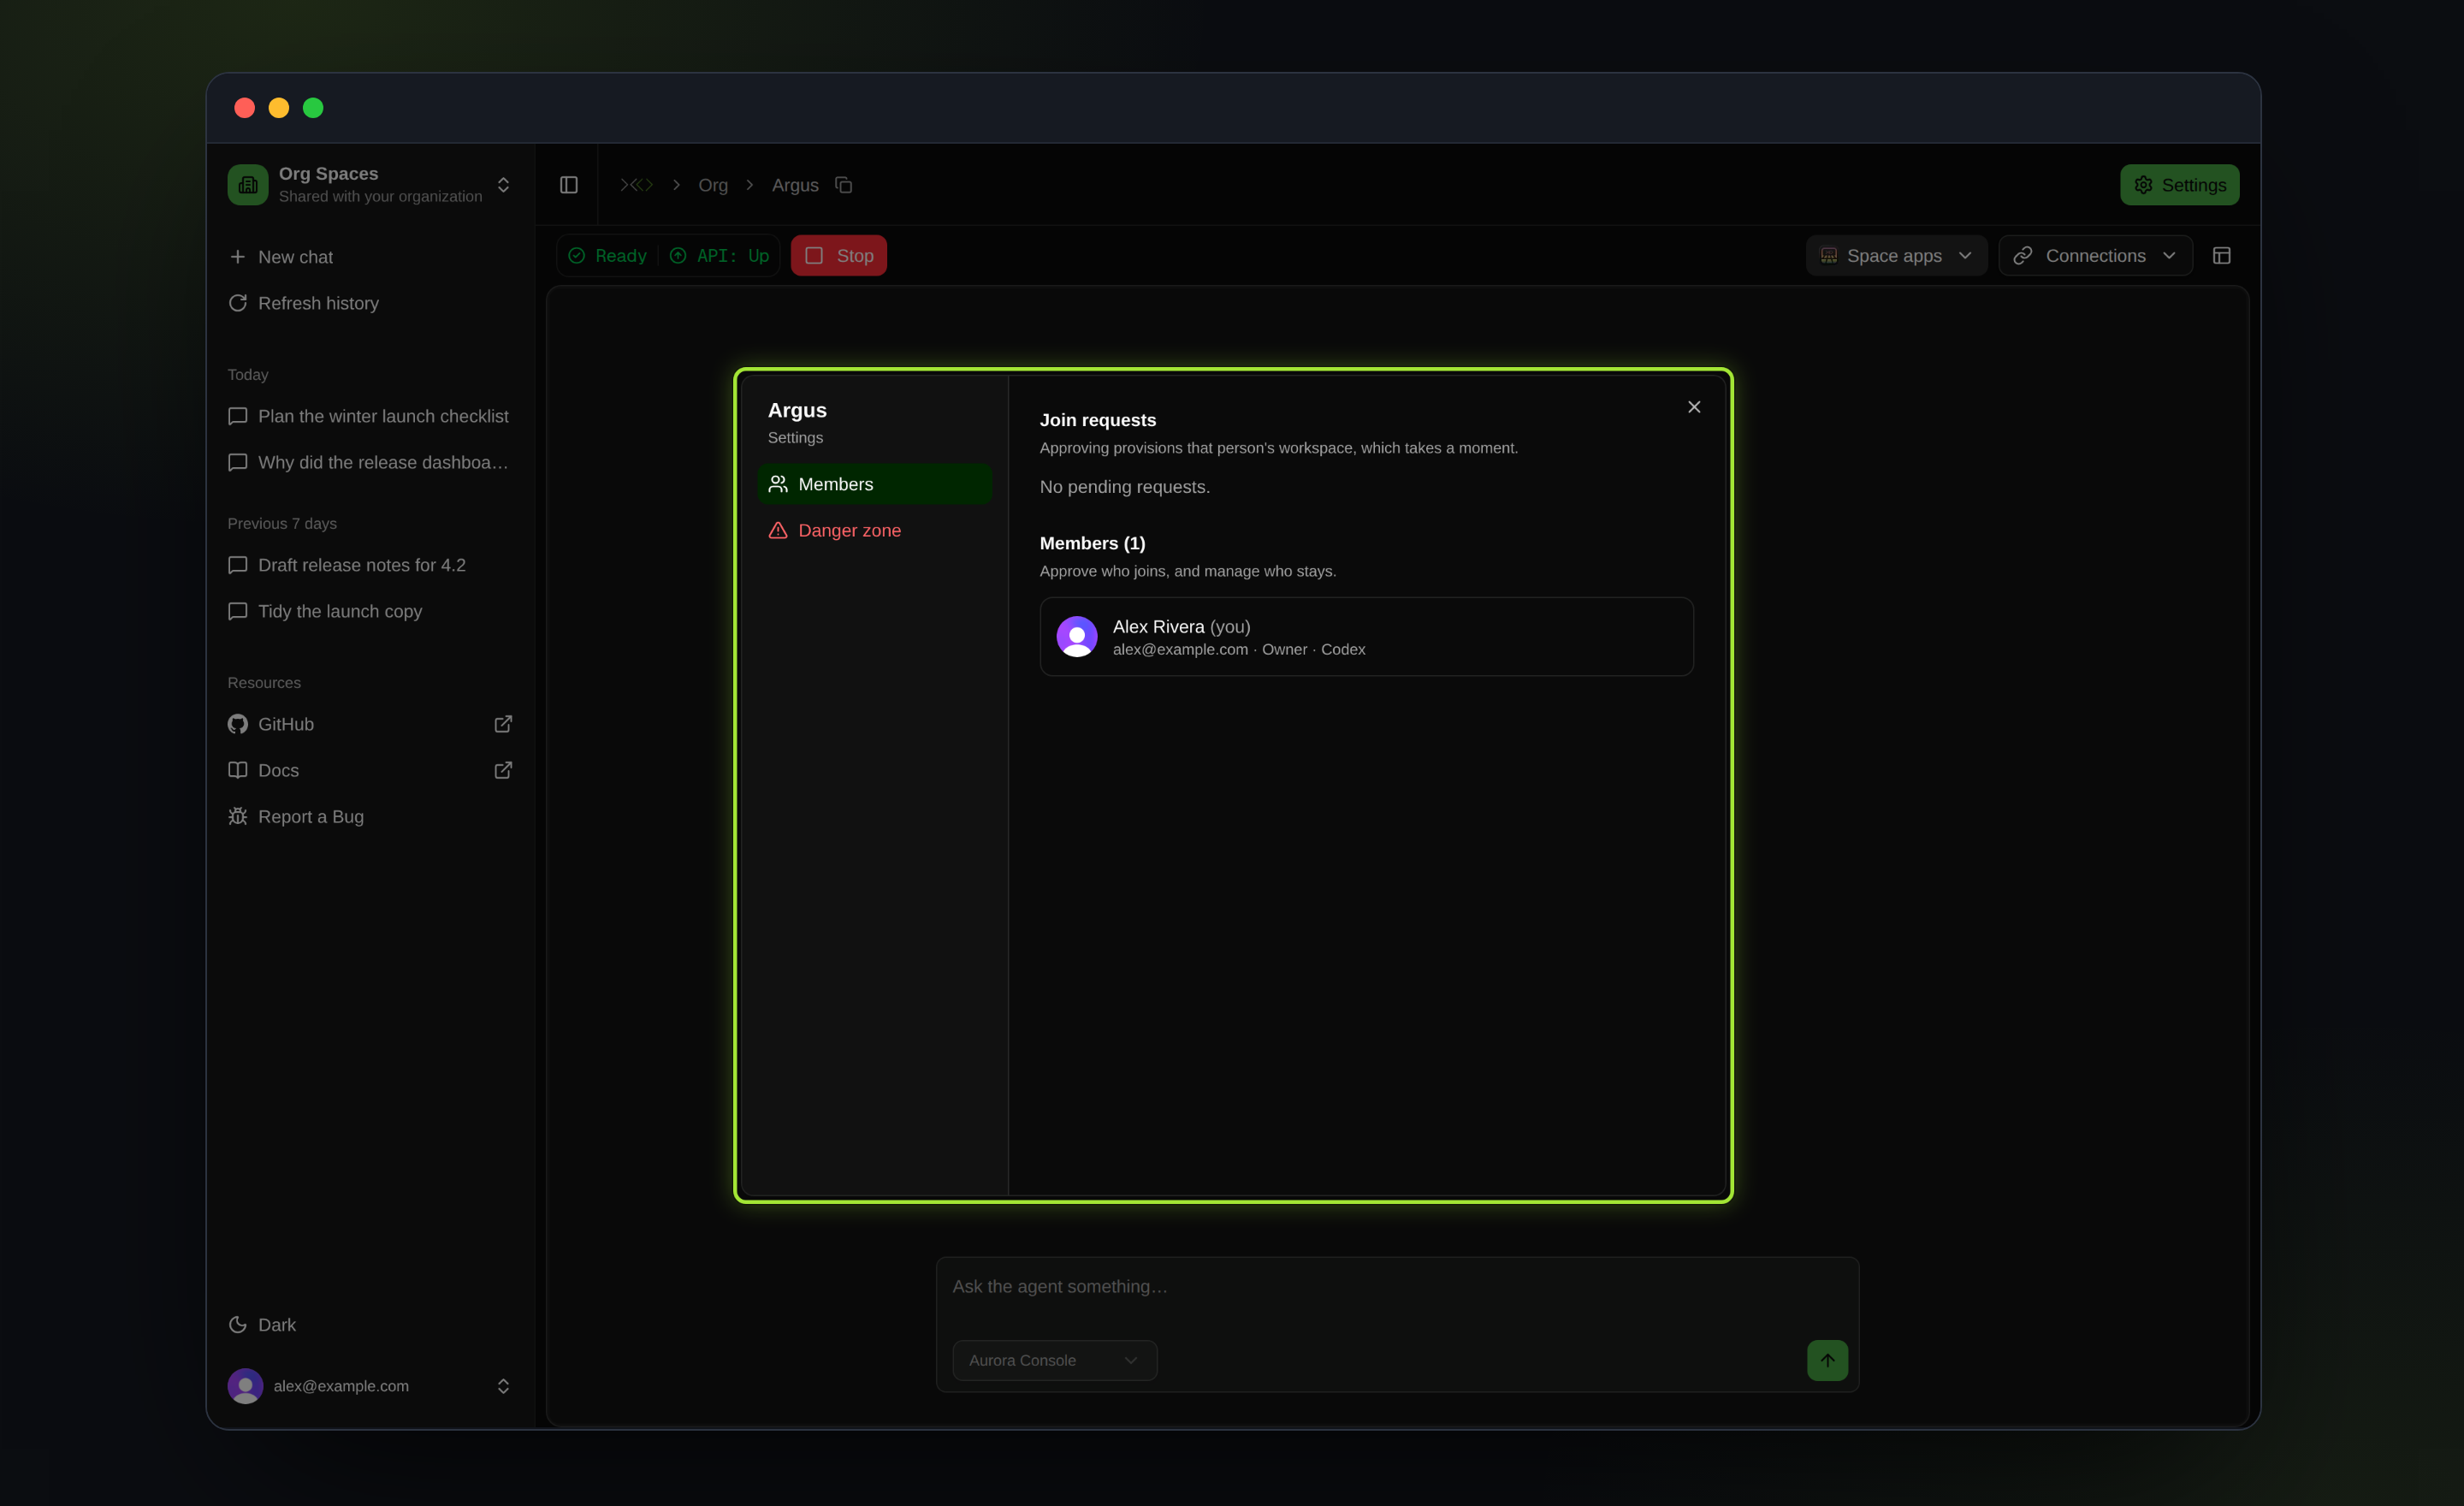 Org Spaces
Shared with your organization
New chat
Refresh history
Today
Plan the winter launch checklist
Why did the release dashboa…
Previous 7 days
Draft release notes for 4.2
Tidy the launch copy
Resources
GitHub
Docs
Report a Bug
Dark
alex@example.com
Org
Argus
Settings
Ready
API: Up
Stop
Space apps
Connections
Argus
Settings
Members
Danger zone
Join requests
Approving provisions that person's workspace, which takes a moment.
No pending requests.
Members (1)
Approve who joins, and manage who stays.
Alex Rivera (you)
alex@example.com · Owner · Codex
Ask the agent something…
Aurora Console